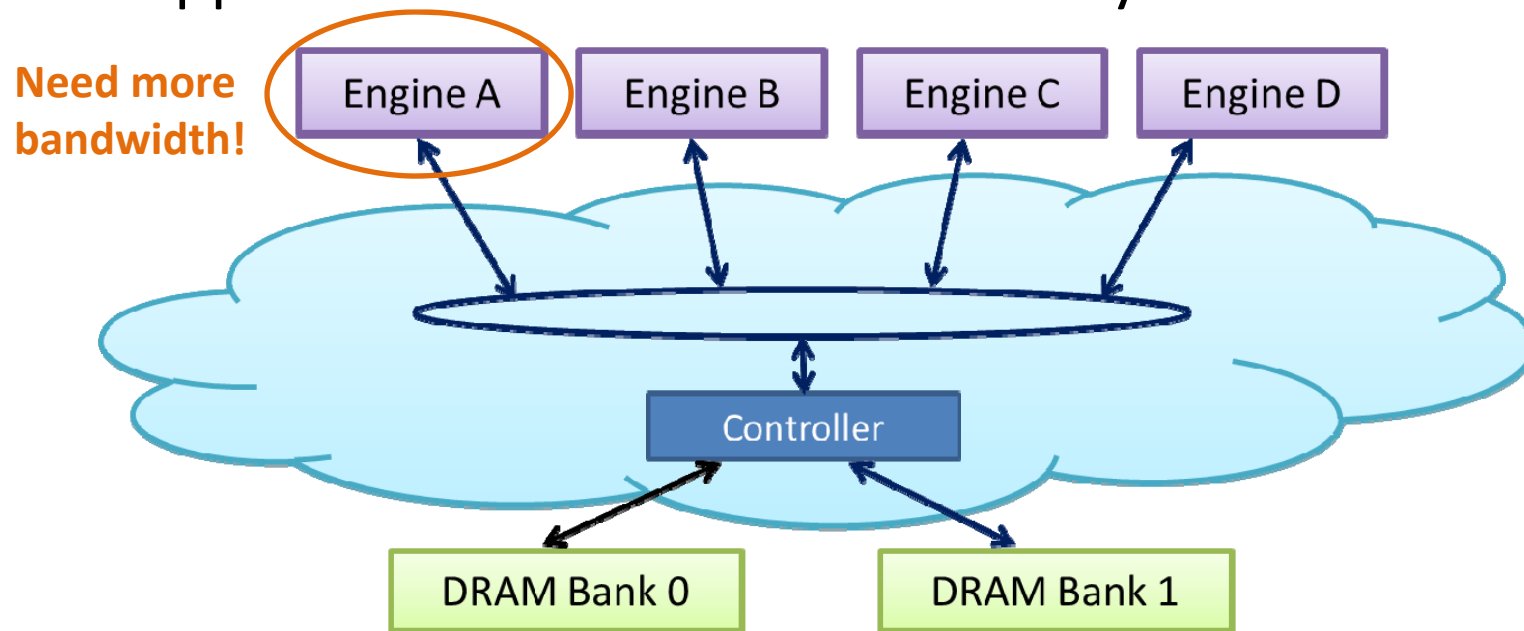 Need more
bandwidth!
Engine A
Engine B
Engine C
Engine D
Controller
DRAM Bank 0
DRAM Bank 1